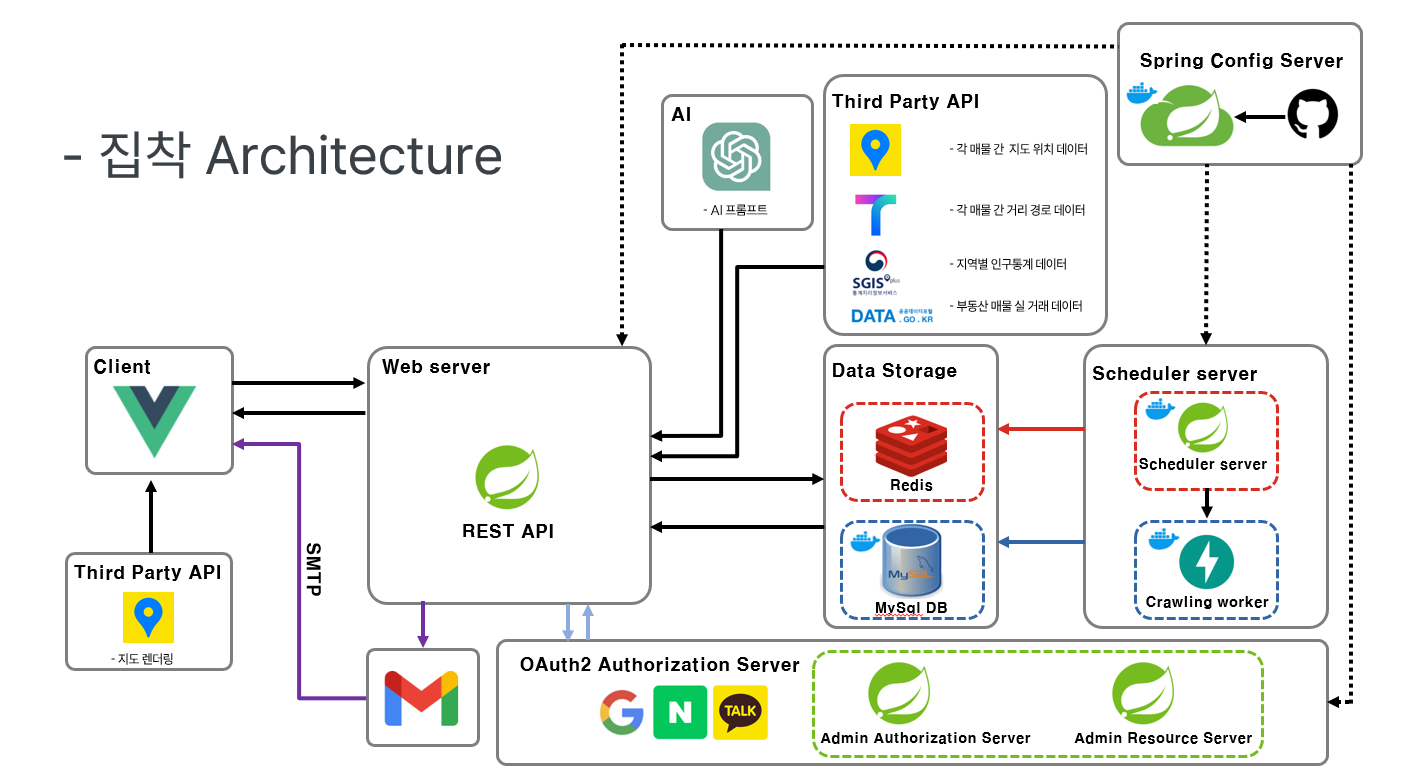 - 집착 Architecture
Spring Config Server
AI
- AI 프롬프트
Third Party API
- 각 매물 간 지도 위치 데이터
- 각 매물 간 거리 경로 데이터
SGIS plus
통계지리정보서비스
- 지역별 인구통계 데이터
DATA 공공데이터포털
.GO.KR
- 부동산 매물 실 거래 데이터
Client
Web server
REST API
Data Storage
Redis
MySQL
MySql DB
Scheduler server
Scheduler server
Crawling worker
Third Party API
- 지도 렌더링
SMTP
OAuth2 Authorization Server
N
TALK
Admin Authorization Server
Admin Resource Server